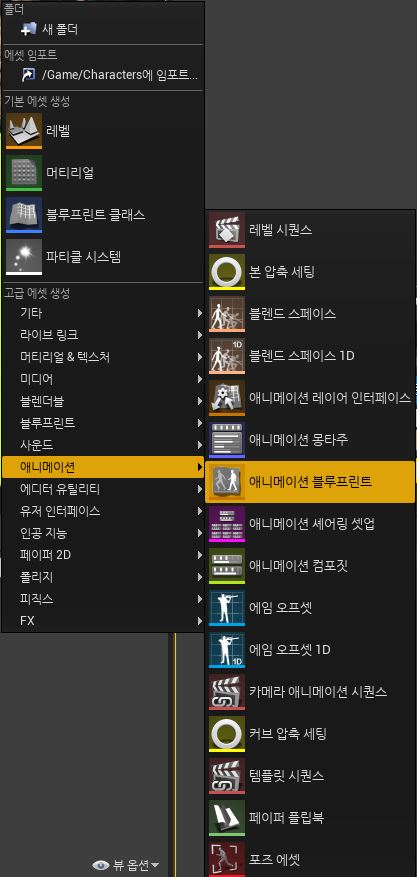 폴더
새 폴더
에셋 임포트
/Game/Characters에 임포트...
기본 에셋 생성
레벨
머티리얼
블루프린트 클래스
파티클 시스템
고급 에셋 생성
기타
라이브 링크
머티리얼 & 텍스처
미디어
블렌더블
블루프린트
사운드
애니메이션
에디터 유틸리티
유저 인터페이스
인공 지능
페이퍼 2D
폴리지
피직스
FX
레벨 시퀀스
본 압축 세팅
블렌드 스페이스
1D
블렌드 스페이스 1D
애니메이션 레이어 인터페이스
애니메이션 몽타주
애니메이션 블루프린트
애니메이션 셰어링 셋업
애니메이션 컴포짓
에임 오프셋
1D
에임 오프셋 1D
카메라 애니메이션 시퀀스
커브 압축 세팅
템플릿 시퀀스
페이퍼 플립북
포즈 에셋
뷰 옵션